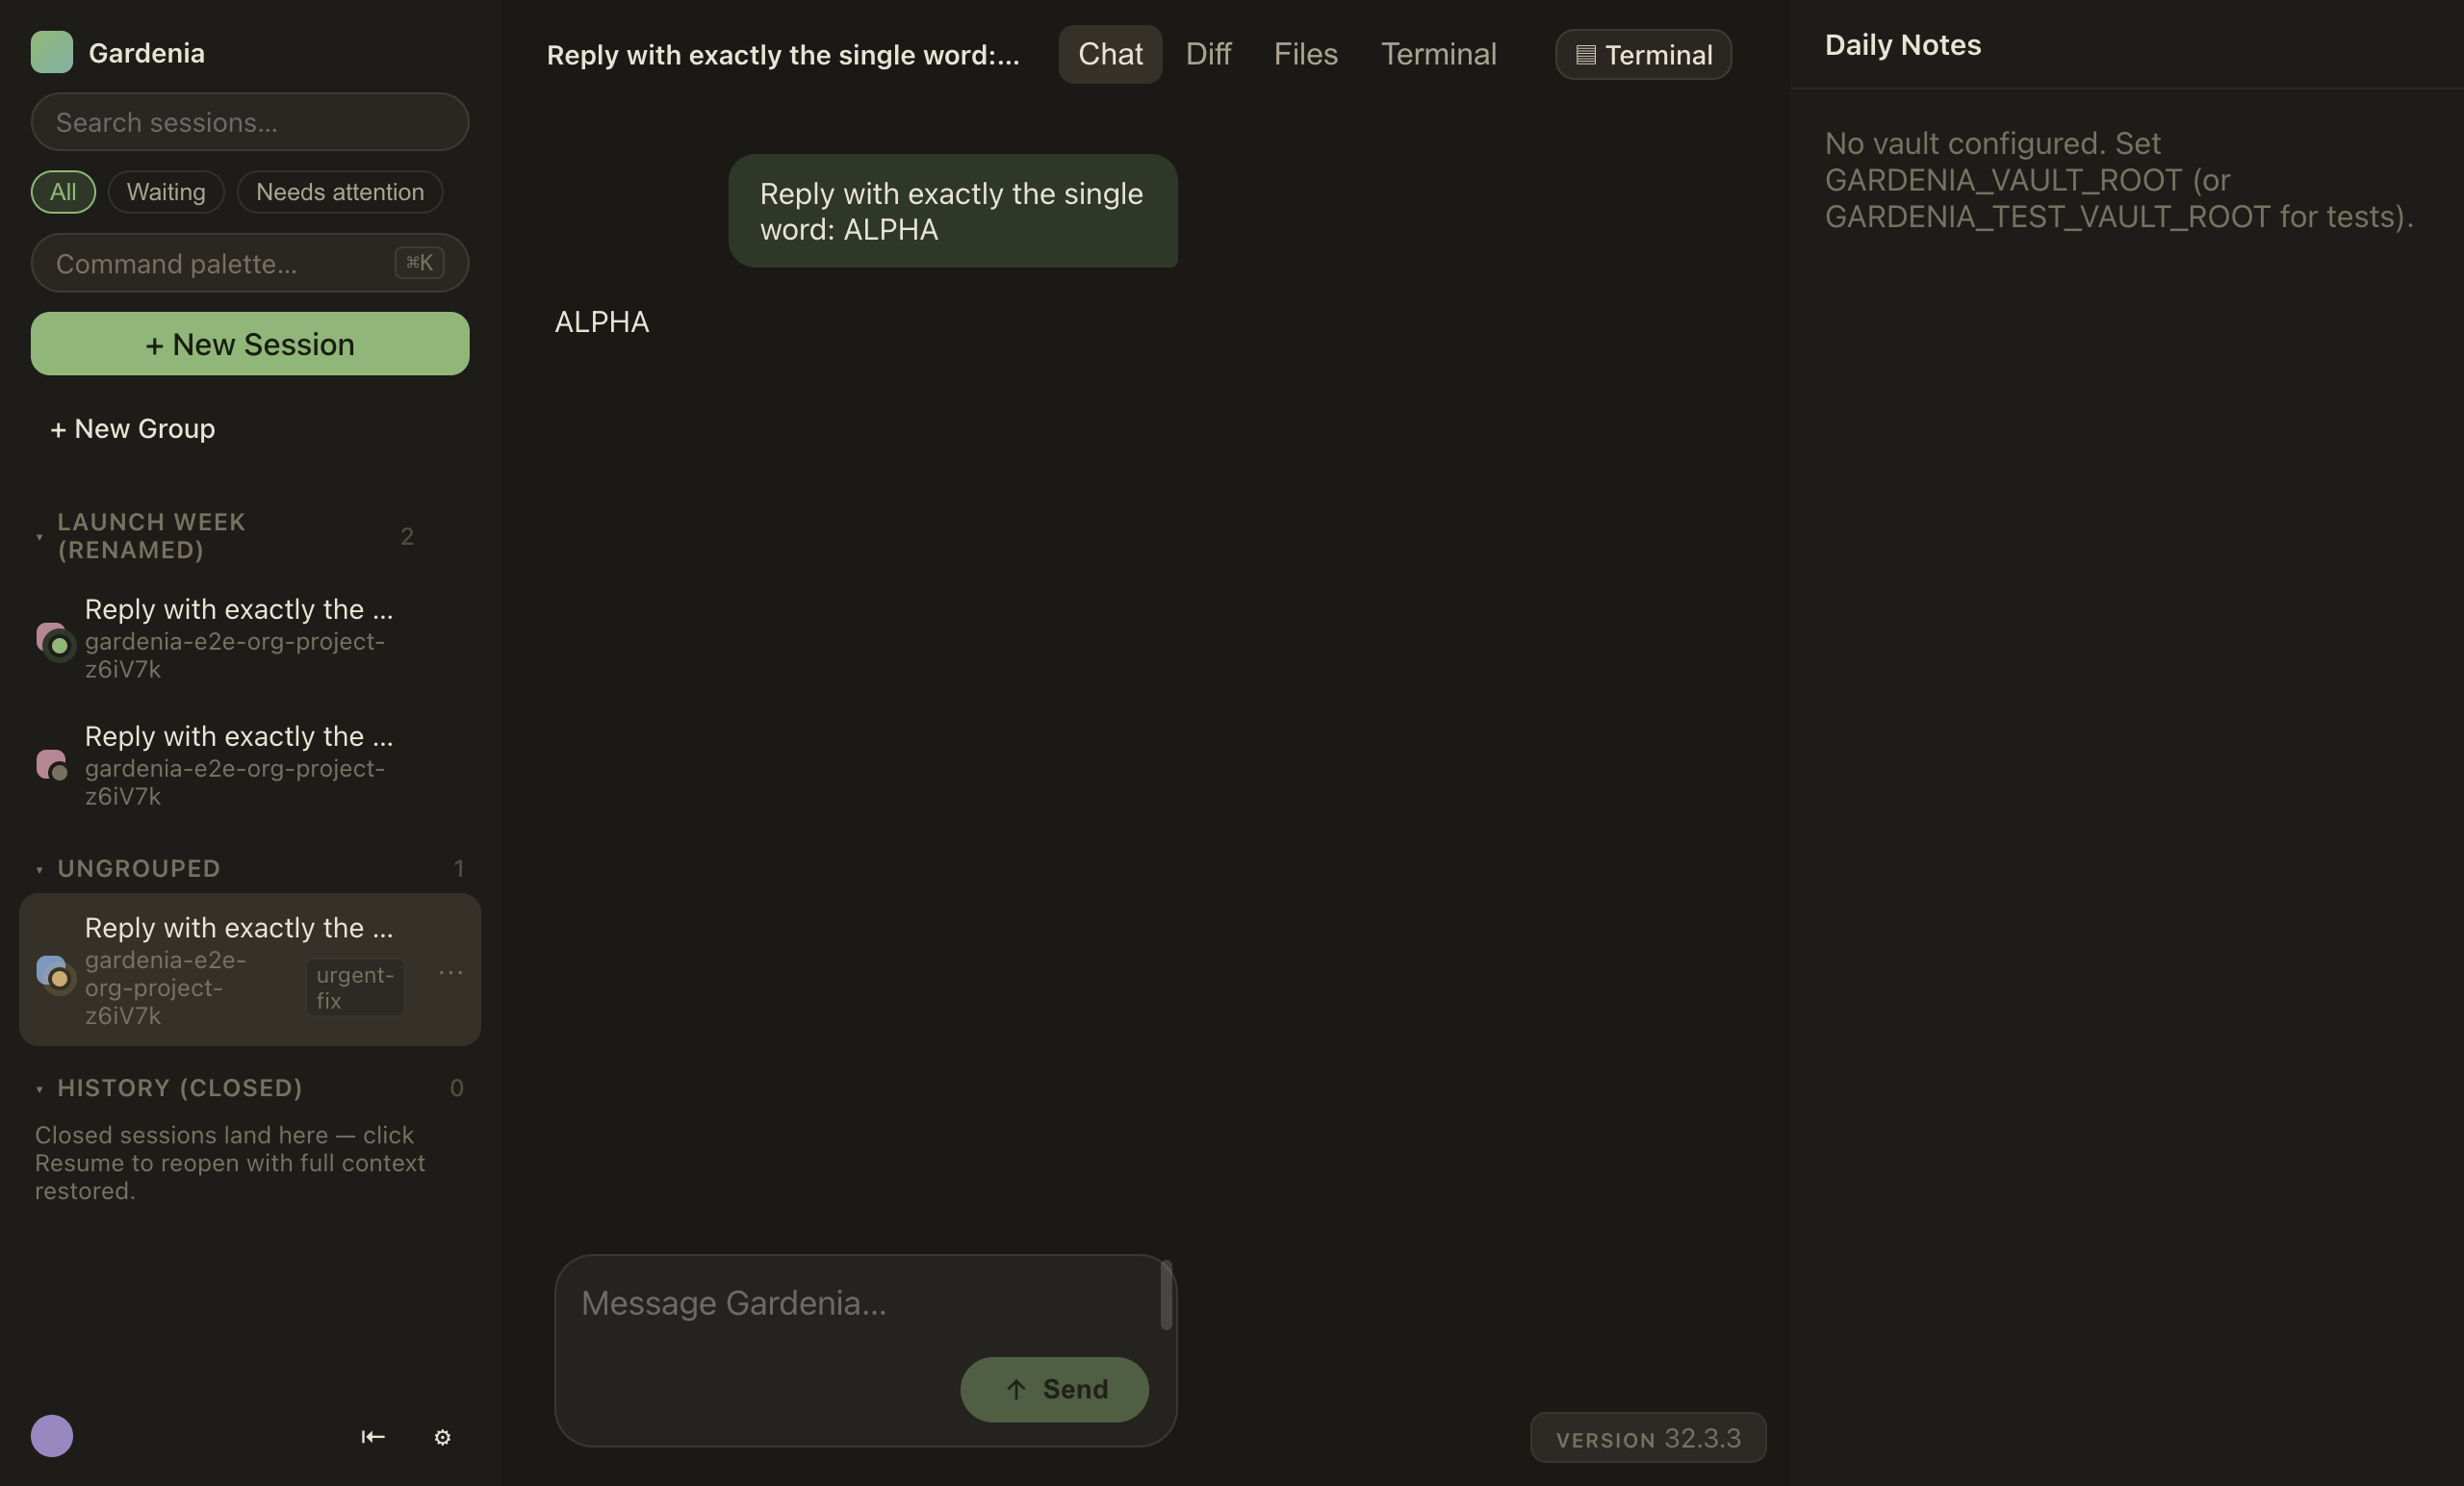 Gardenia
Search sessions...
All Waiting Needs attention
Command palette... ⌘K
+ New Session
+ New Group
▾ LAUNCH WEEK (RENAMED) 2
Reply with exactly the ...
gardenia-e2e-org-project-
z6iV7k
Reply with exactly the ...
gardenia-e2e-org-project-
z6iV7k
▾ UNGROUPED 1
Reply with exactly the ...
gardenia-e2e-
org-project-
z6iV7k
urgent-
fix
···
▾ HISTORY (CLOSED) 0
Closed sessions land here — click
Resume to reopen with full context
restored.
Reply with exactly the single word:... Chat Diff Files Terminal Terminal
Reply with exactly the single
word: ALPHA
ALPHA
Message Gardenia...
↑ Send
VERSION 32.3.3
Daily Notes
No vault configured. Set
GARDENIA_VAULT_ROOT (or
GARDENIA_TEST_VAULT_ROOT for tests).